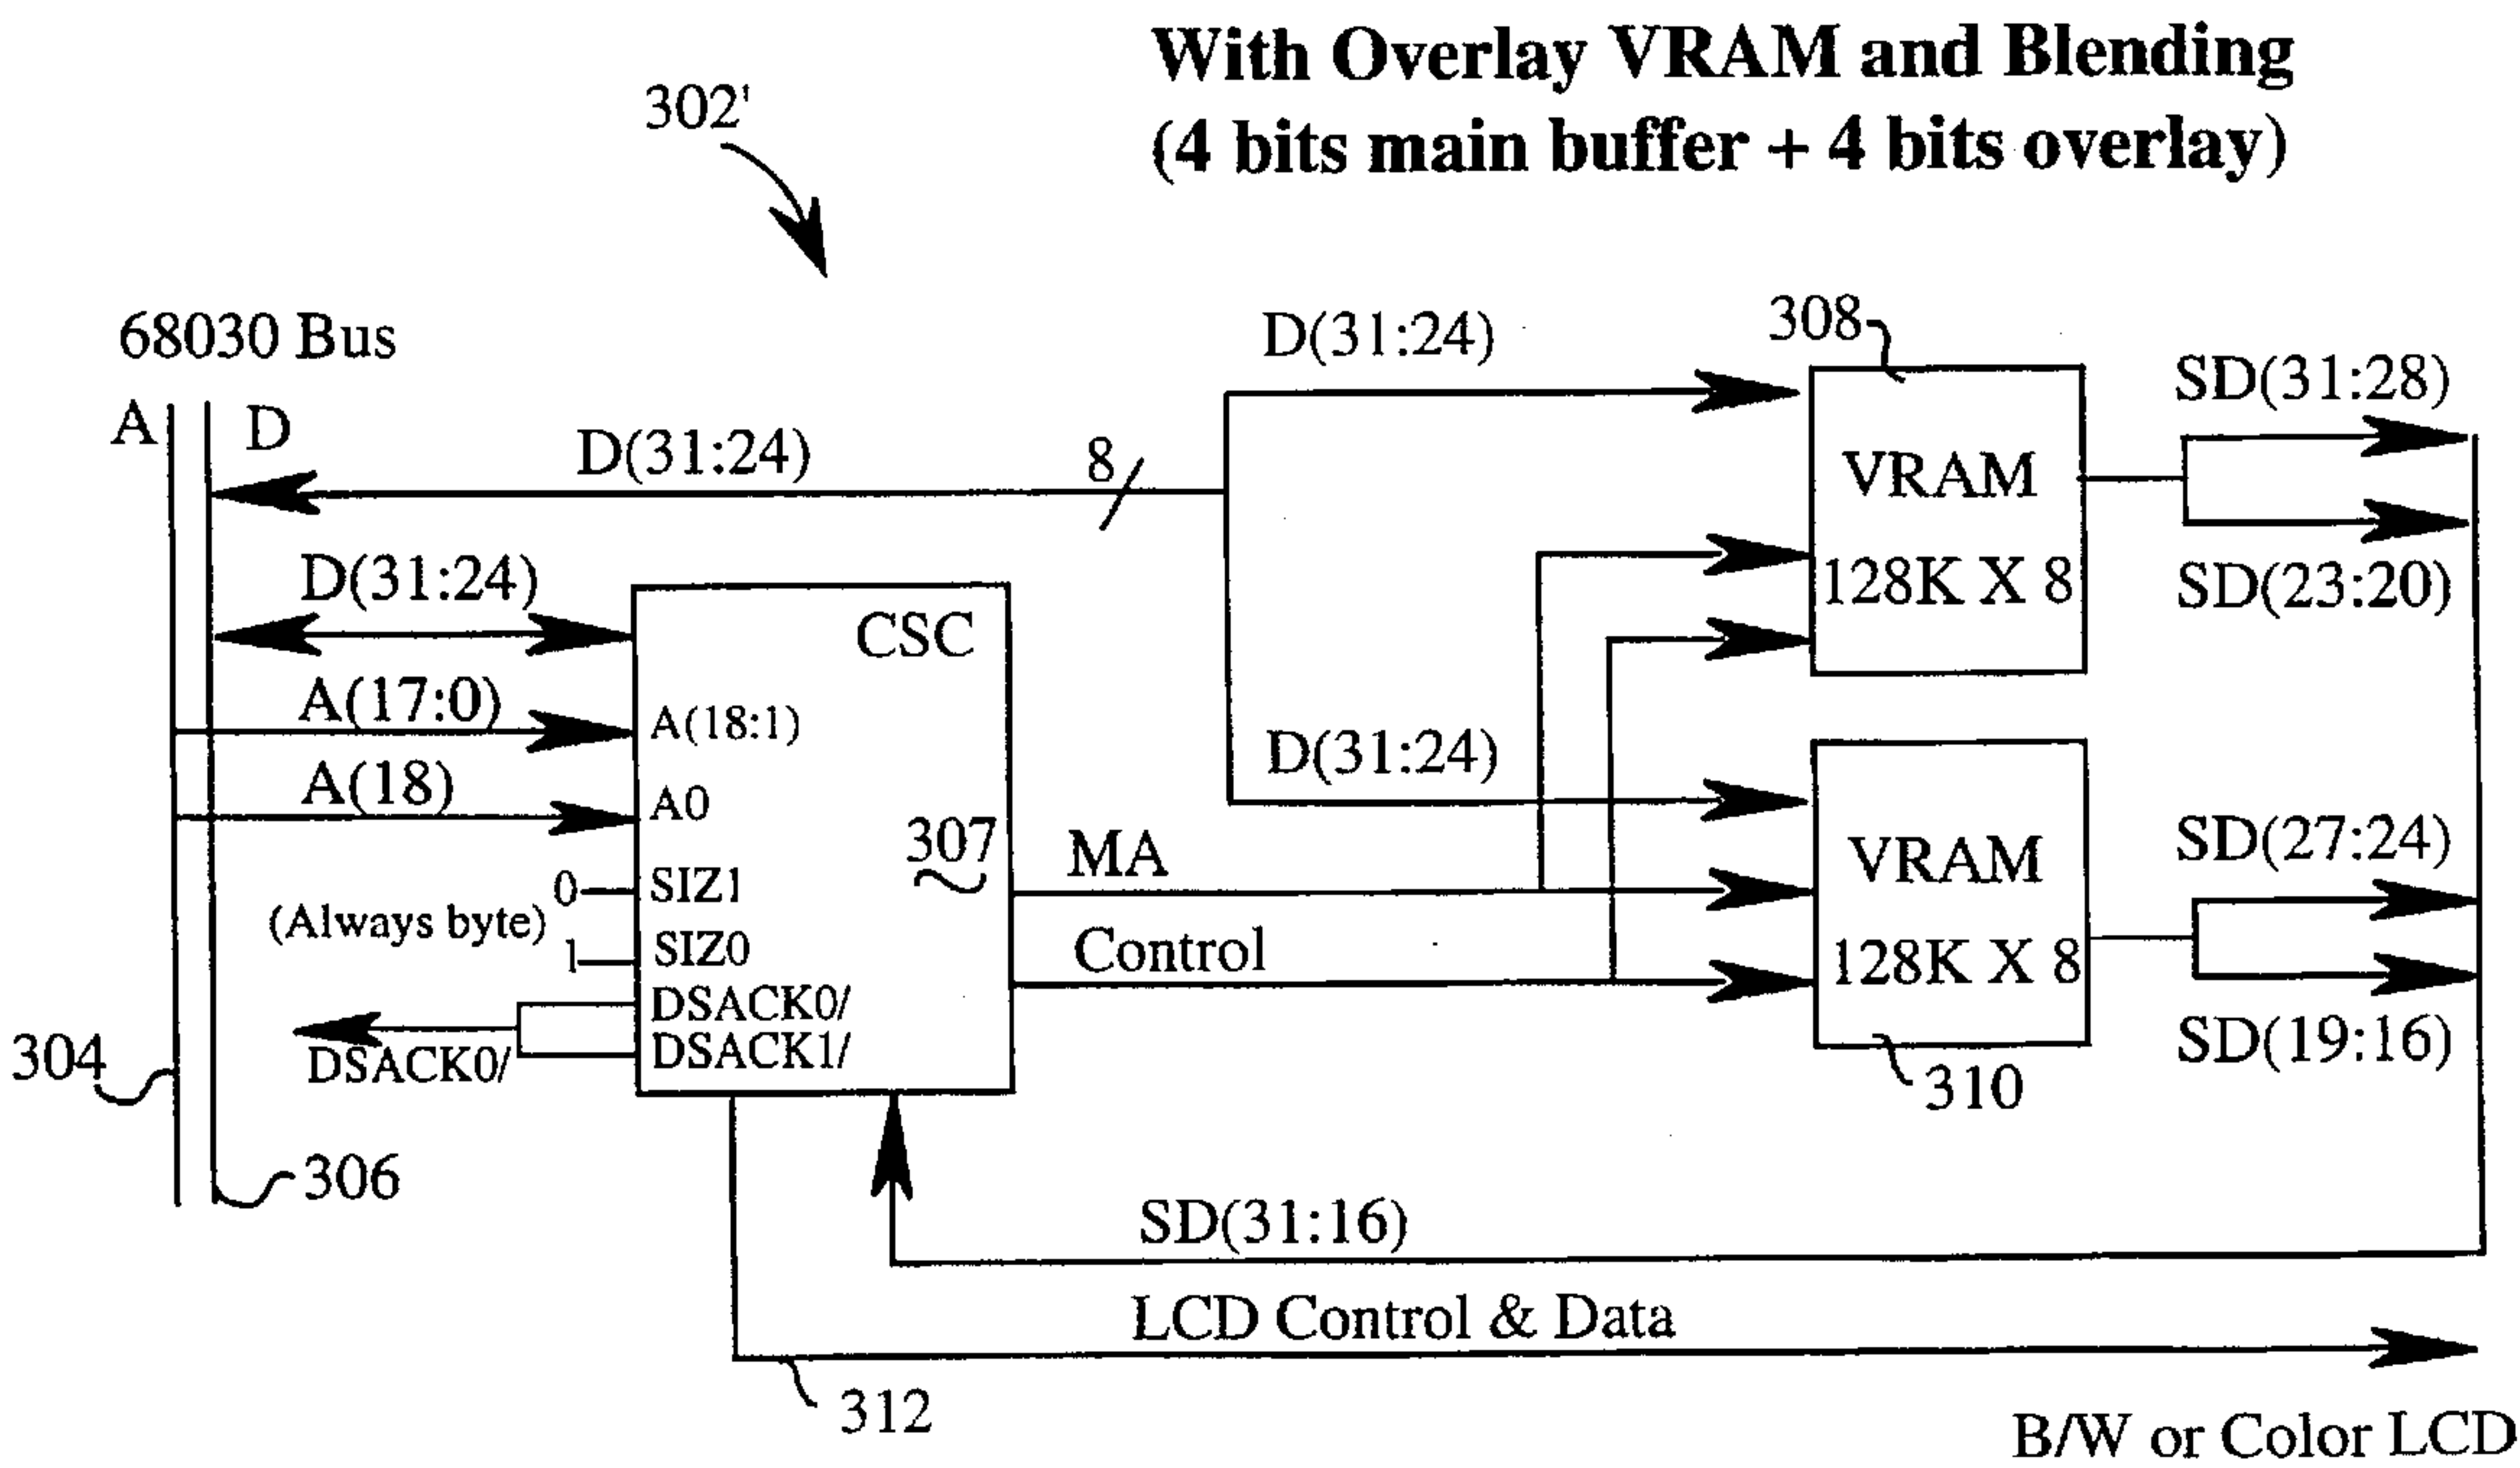 With Overlay VRAM and Blending
(4 bits main buffer + 4 bits overlay)
302'
68030 Bus
A
D
D(31:24)
8
D(31:24)
308
SD(31:28)
VRAM
128K X 8
SD(23:20)
D(31:24)
CSC
A(17:0)
A(18:1)
A(18)
A0
307
0
SIZ1
(Always byte)
1
SIZ0
DSACK0/
DSACK1/
DSACK0/
304
306
D(31:24)
MA
Control
VRAM
128K X 8
SD(27:24)
SD(19:16)
310
SD(31:16)
LCD Control & Data
312
B/W or Color LCD